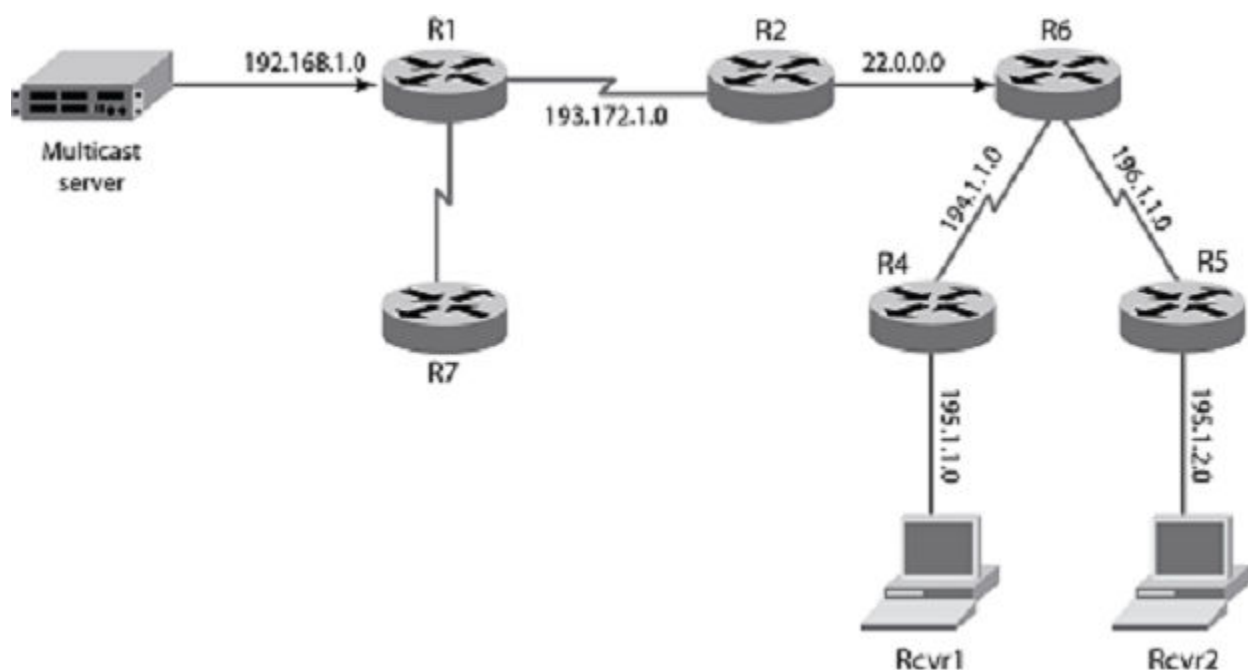 R1
R2
R6
192.168.1.0
22.0.0.0
193.172.1.0
Multicast
server
194.1.1.0
196.1.1.0
R4
R5
R7
195.1.1.0
195.1.2.0
Rcvr1
Rcvr2